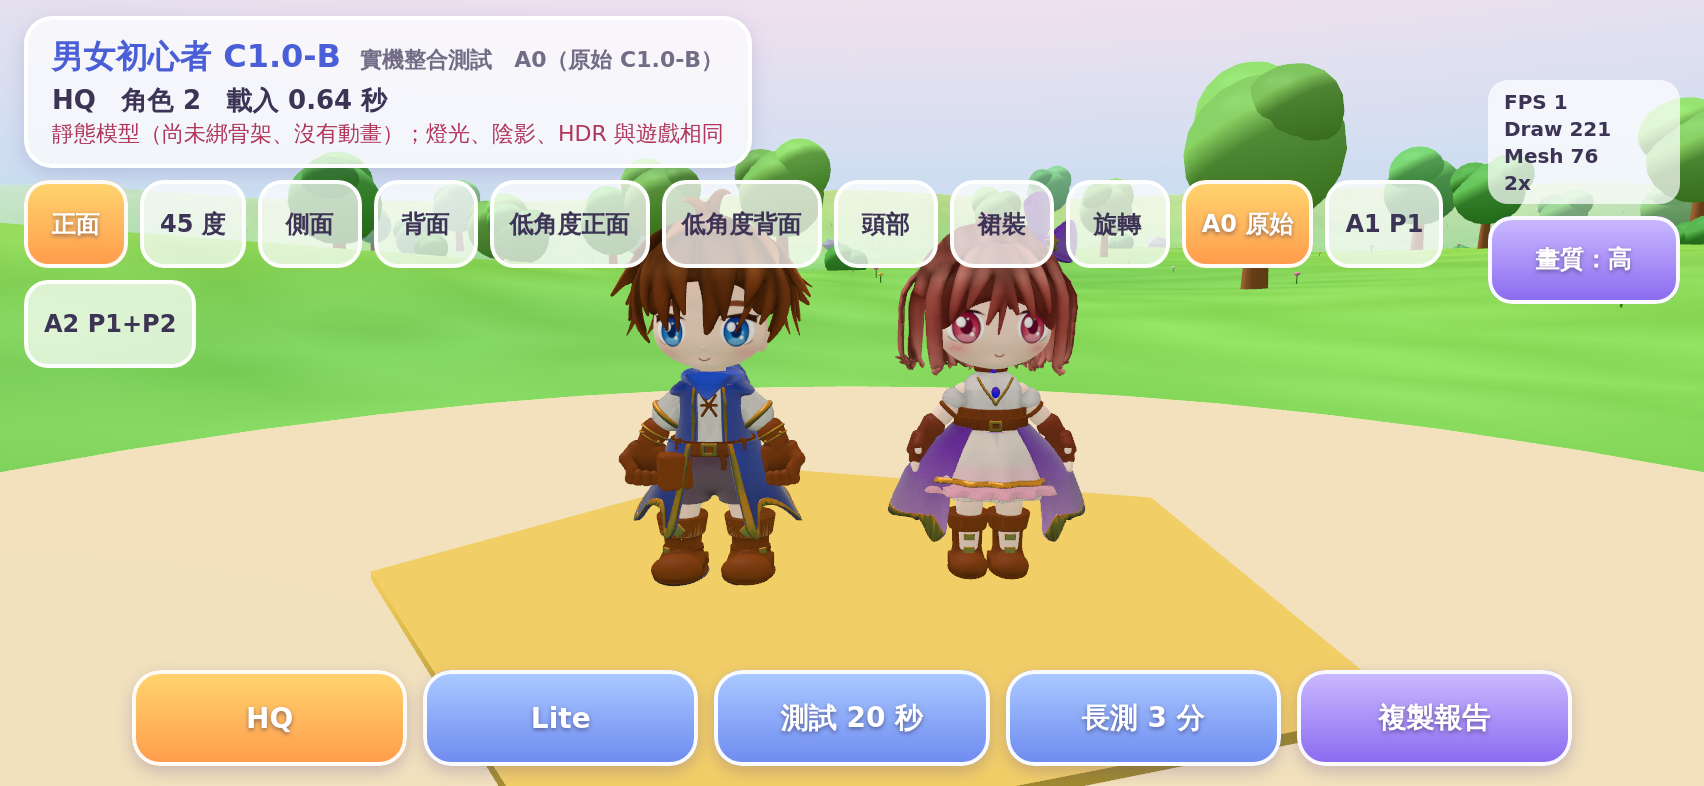 男女初心者 C1.0-B 實機整合測試 A0（原始 C1.0-B）
HQ 角色 2 載入 0.64 秒
靜態模型（尚未綁骨架、沒有動畫）；燈光、陰影、HDR 與遊戲相同
FPS 1
Draw 221
Mesh 76
2x
正面
45 度
側面
背面
低角度正面
低角度背面
頭部
裙裝
旋轉
A0 原始
A1 P1
畫質：高
A2 P1+P2
HQ
Lite
測試 20 秒
長測 3 分
複製報告